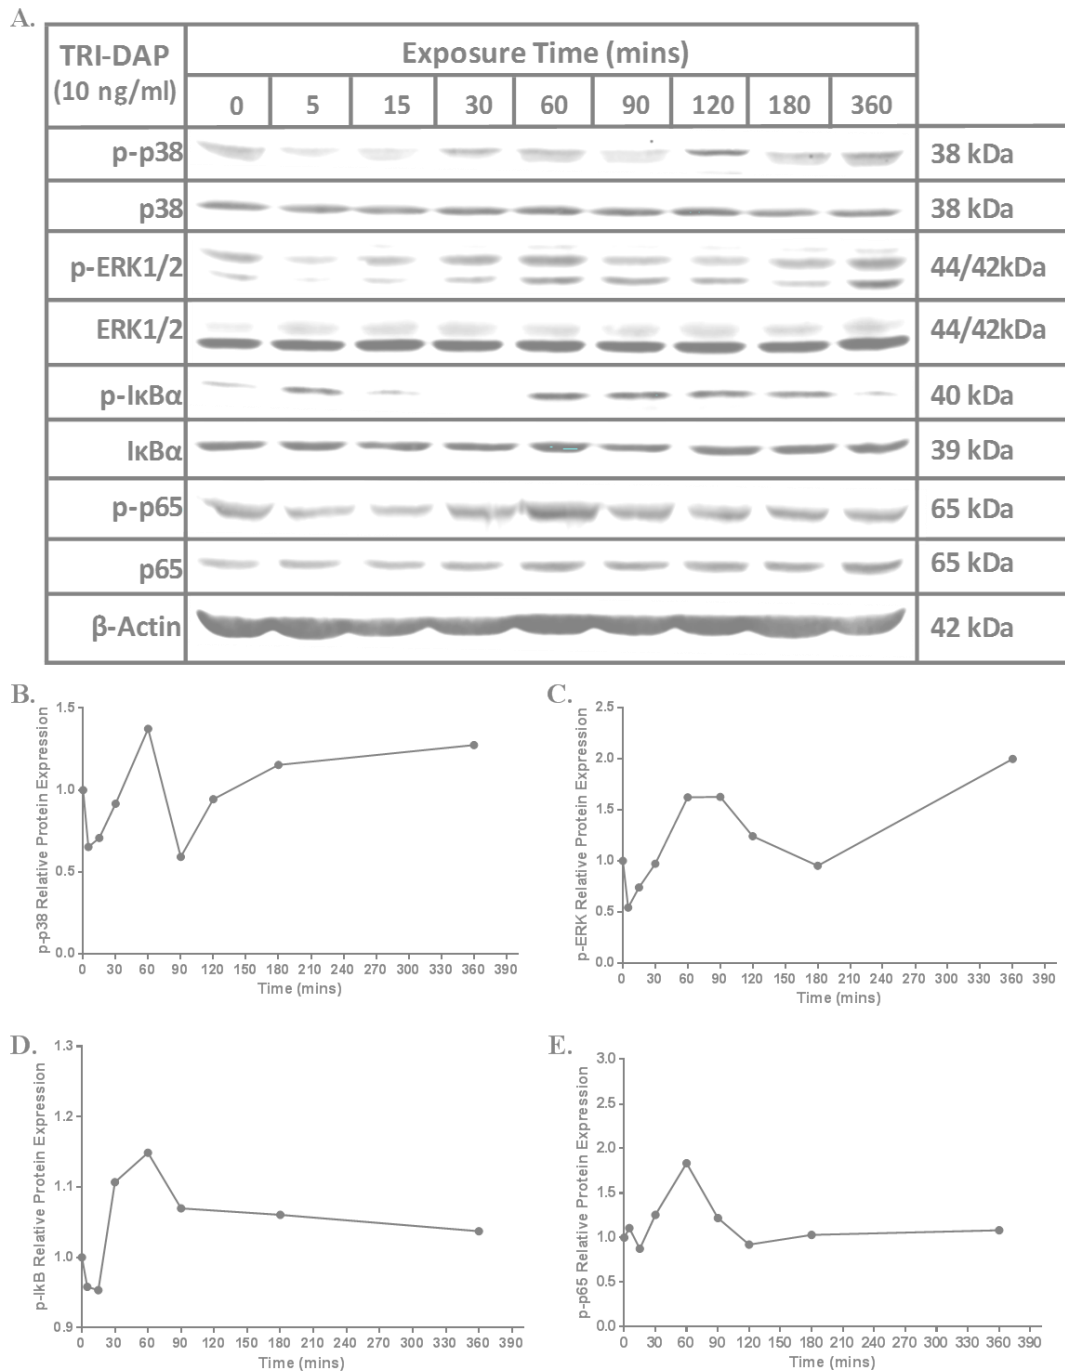 A.
TRI-DAP
(10 ng/ml)
Exposure Time (mins)
0 5 15 30 60 90 120 180 360
p-p38 38 kDa
p38 38 kDa
p-ERK1/2 44/42kDa
ERK1/2 44/42kDa
p-IκBα 40 kDa
IκBα 39 kDa
p-p65 65 kDa
p65 65 kDa
β-Actin 42 kDa
B.
p-p38 Relative Protein Expression
1.5
1.0
0.5
0.0
0 30 60 90 120 150 180 210 240 270 300 330 360 390
Time (mins)
C.
p-ERK Relative Protein Expression
2.5
2.0
1.5
1.0
0.5
0.0
0 30 60 90 120 150 180 210 240 270 300 330 360 390
Time (mins)
D.
p-IkB Relative Protein Expression
1.3
1.2
1.1
1.0
0.9
0 30 60 90 120 150 180 210 240 270 300 330 360 390
Time (mins)
E.
p-p65 Relative Protein Expression
3.0
2.5
2.0
1.5
1.0
0.5
0.0
0 30 60 90 120 150 180 210 240 270 300 330 360 390
Time (mins)